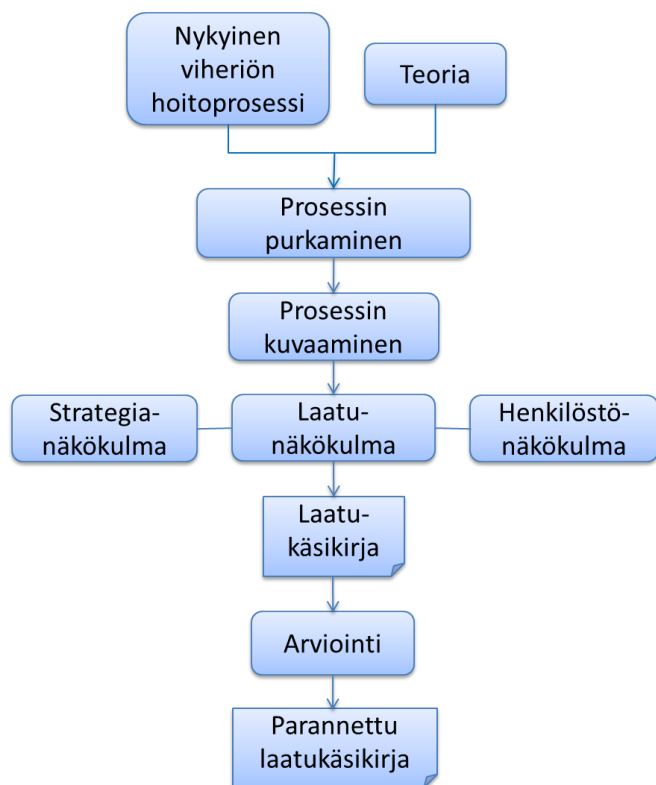 Nykyinen
viheriön
hoitoprosessi
Teoria
Prosessin
purkaminen
Prosessin
kuvaaminen
Strategia-
näkökulma
Laatu-
näkökulma
Henkilöstö-
näkökulma
Laatu-
käsikirja
Arviointi
Parannettu
laatukäsikirja